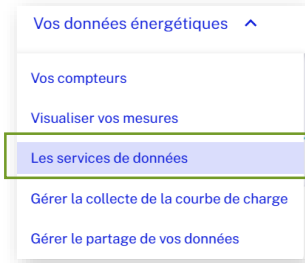 Vos données énergétiques
Vos compteurs
Visualiser vos mesures
Les services de données
Gérer la collecte de la courbe de charge
Gérer le partage de vos données